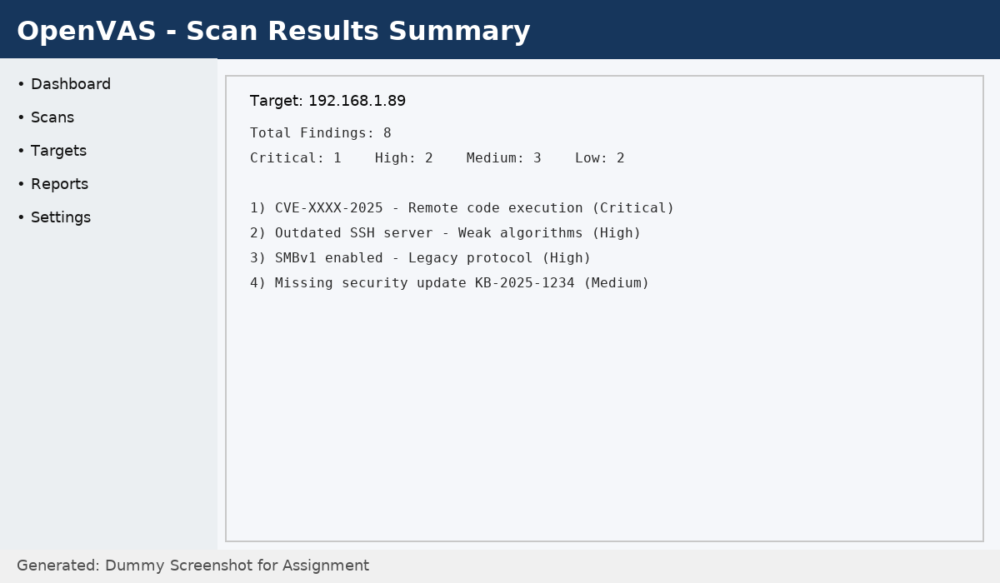 OpenVAS - Scan Results Summary
• Dashboard
• Scans
• Targets
• Reports
• Settings
Target: 192.168.1.89
Total Findings: 8
Critical: 1    High: 2    Medium: 3    Low: 2
1) CVE-XXXX-2025 - Remote code execution (Critical)
2) Outdated SSH server - Weak algorithms (High)
3) SMBv1 enabled - Legacy protocol (High)
4) Missing security update KB-2025-1234 (Medium)
Generated: Dummy Screenshot for Assignment